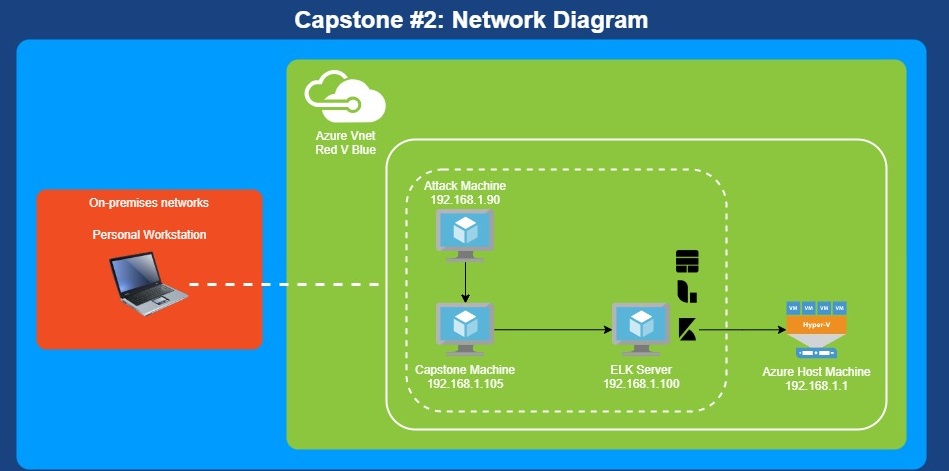 Capstone #2: Network Diagram
Azure Vnet
Red V Blue
On-premises networks
Personal Workstation
Attack Machine
192.168.1.90
Capstone Machine
192.168.1.105
ELK Server
192.168.1.100
VM VM VM VM
Hyper-V
Azure Host Machine
192.168.1.1